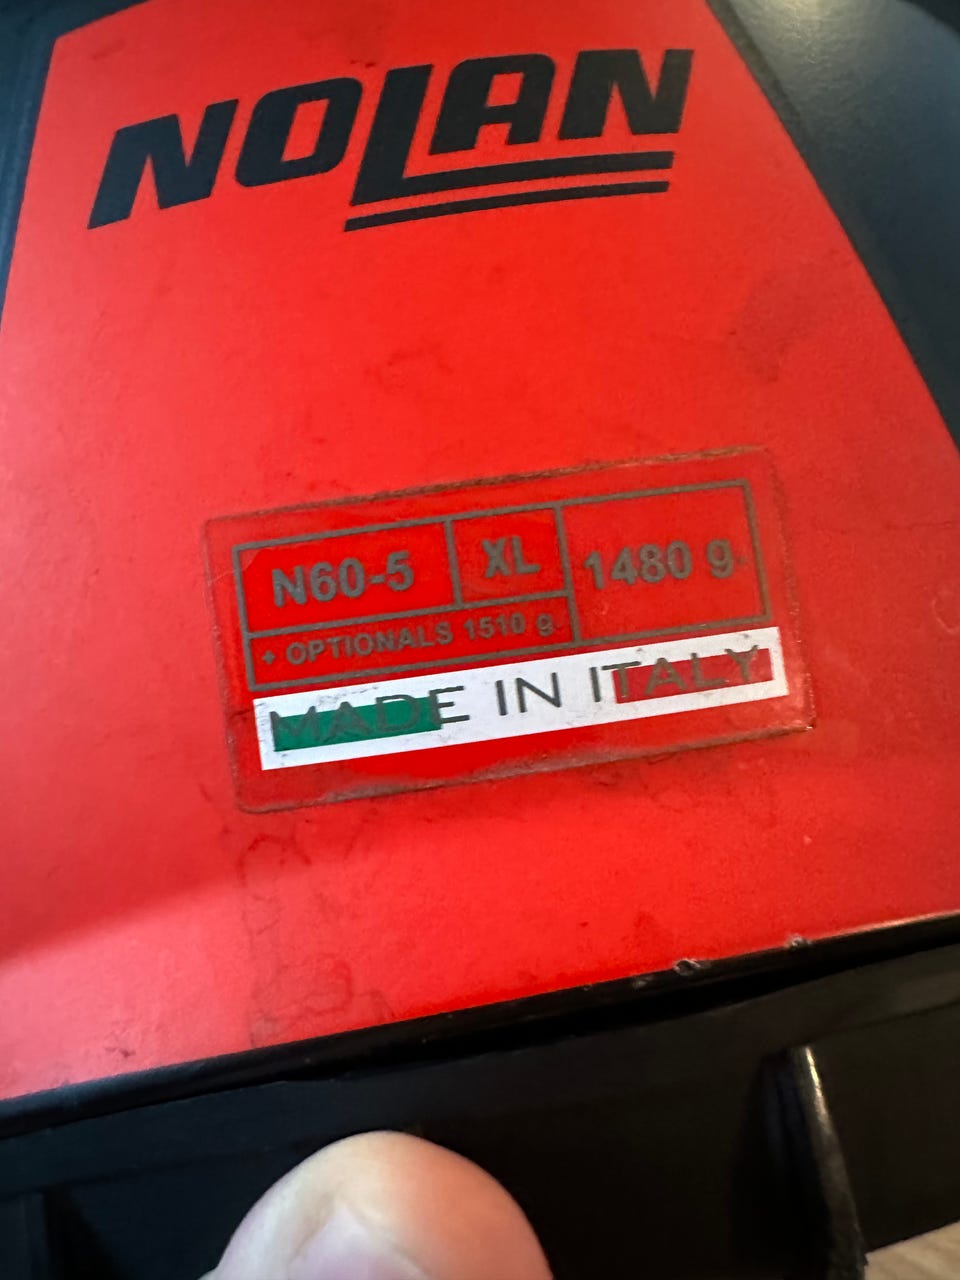 NOLAN
N60-5 XL 1480 g
+ OPTIONALS 1510 g
MADE IN ITALY